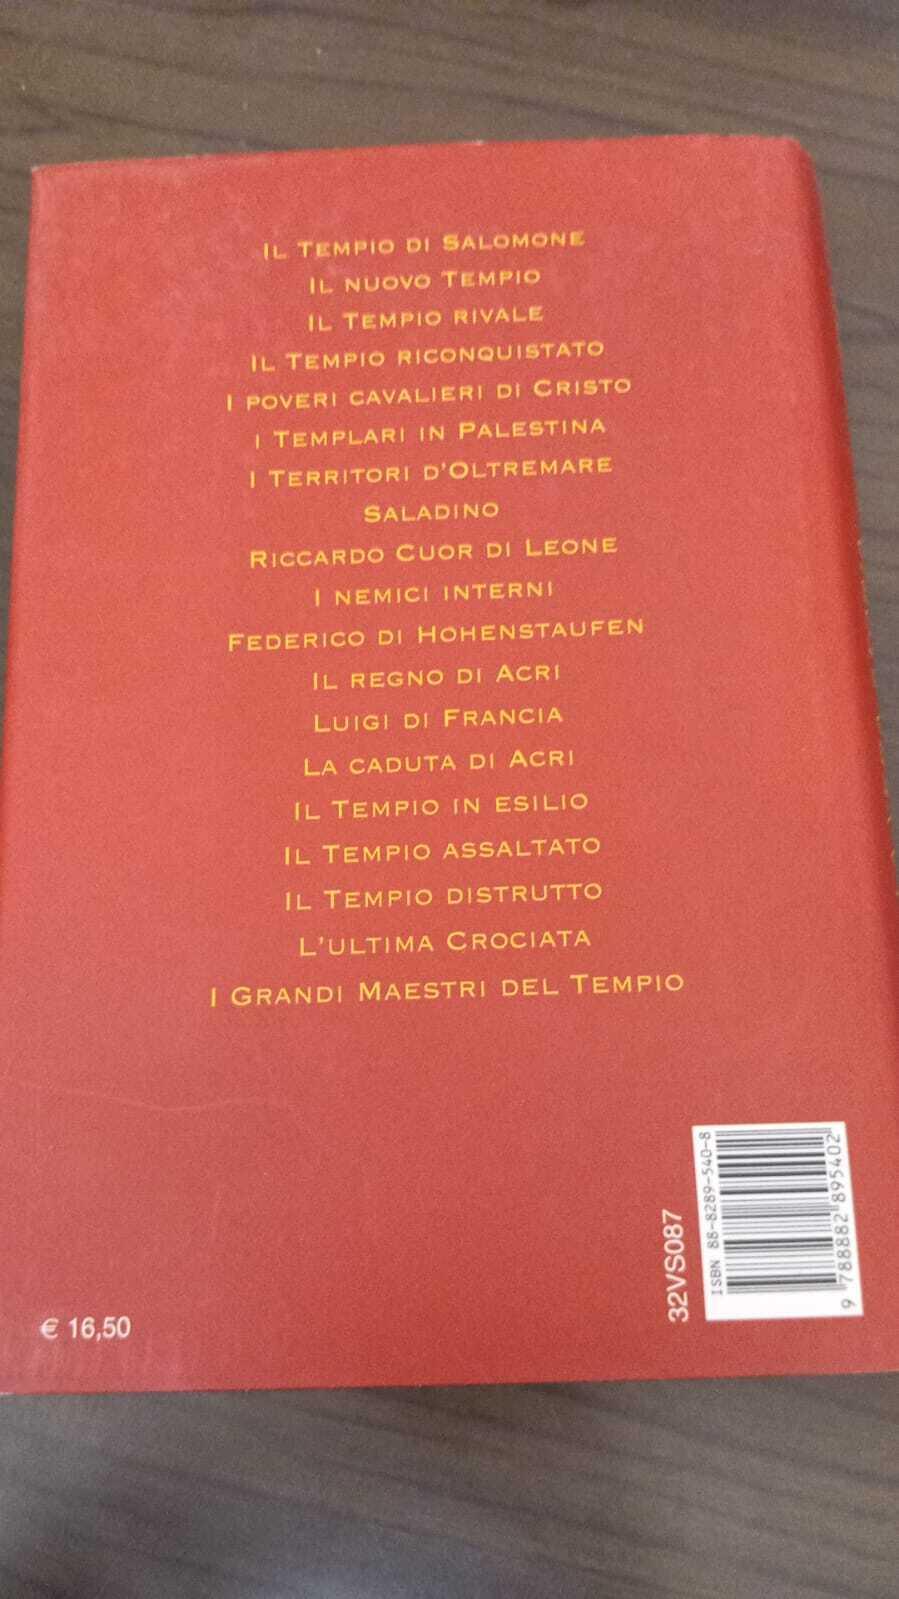 IL TEMPIO DI SALOMONE
IL NUOVO TEMPIO
IL TEMPIO RIVALE
IL TEMPIO RICONQUISTATO
I POVERI CAVALIERI DI CRISTO
I TEMPLARI IN PALESTINA
I TERRITORI D'OLTREMARE
SALADINO
RICCARDO CUOR DI LEONE
I NEMICI INTERNI
FEDERICO DI HOHENSTAUFEN
IL REGNO DI ACRI
LUIGI DI FRANCIA
LA CADUTA DI ACRI
IL TEMPIO IN ESILIO
IL TEMPIO ASSALTATO
IL TEMPIO DISTRUTTO
L'ULTIMA CROCIATA
I GRANDI MAESTRI DEL TEMPIO
€ 16,50
32VS087
ISBN 88-8289-540-8
9 788882 895402